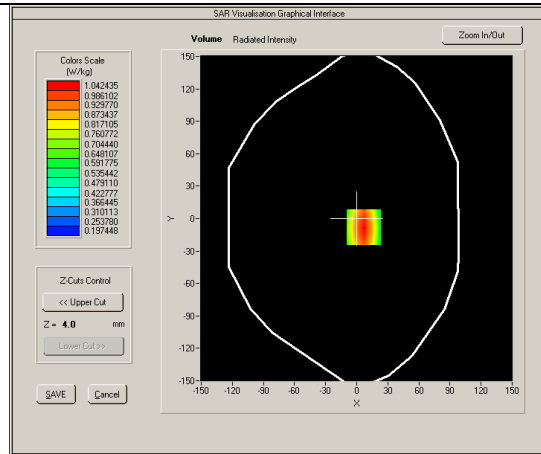 SAR Visualisation Graphical Interface
Volume Radiated Intensity
Zoom In/Out
Colors Scale
(W/kg)
1.042435
0.986102
0.929770
0.873437
0.817105
0.760772
0.704440
0.648107
0.591775
0.535442
0.479110
0.422777
0.366445
0.310113
0.253780
0.197448
Z-Cuts Control
<< Upper Cut
Z = 4.0 mm
Lower Cut >>
SAVE Cancel
150
120
90
60
30
Y 0
-30
-60
-90
-120
-150
-150 -120 -90 -60 -30 0 30 60 90 120 150
X